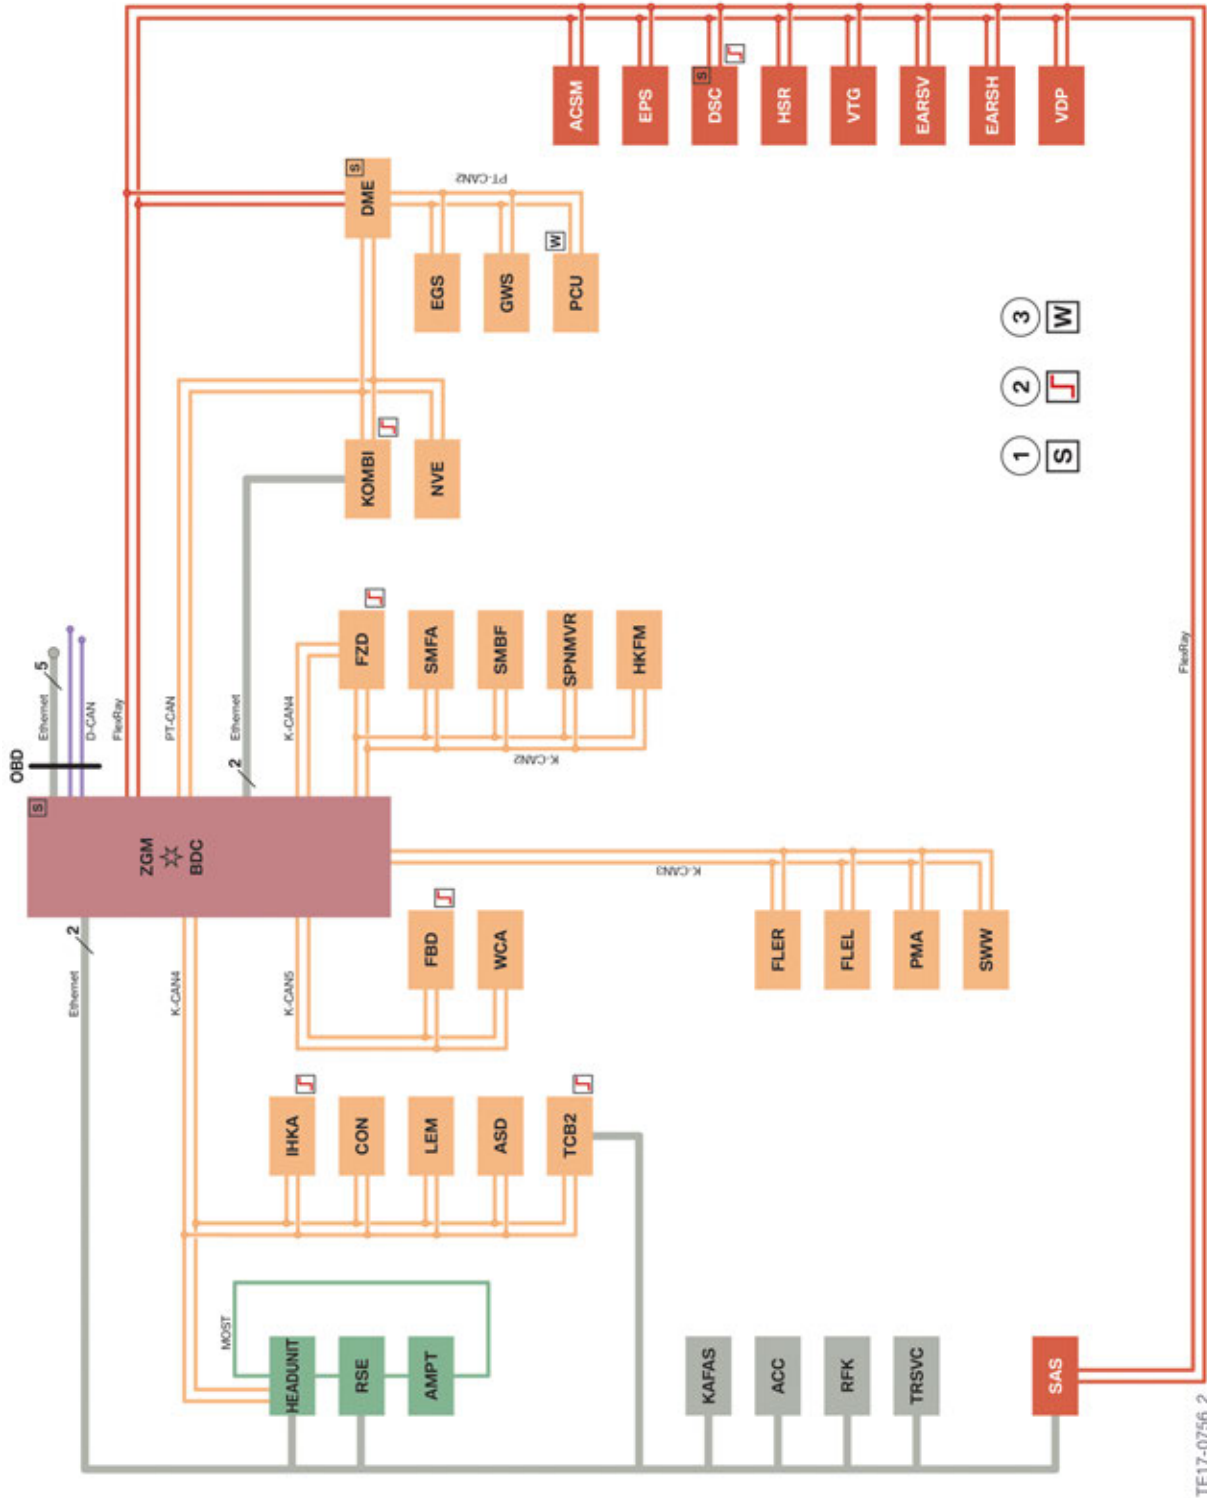 OBD
Ethernet
5
D-CAN
FlexRay
PT-CAN
Ethernet
2
K-CAN4
S
ZGM
BDC
Ethernet
2
K-CAN4
K-CAN5
K-CAN3
K-CAN2
PT-CAN2
MOST
FlexRay
HEADUNIT
RSE
AMPT
IHKA
CON
LEM
ASD
TCB2
FBD
WCA
FZD
SMFA
SMBF
SPNMVR
HKFM
KOMBI
NVE
DME
S
EGS
GWS
PCU
W
ACSM
EPS
DSC
S
HSR
VTG
EARSV
EARSH
VDP
KAFAS
ACC
RFK
TRSVC
SAS
FLER
FLEL
PMA
SWW
1
2
3
S
W
TE17-0756_2